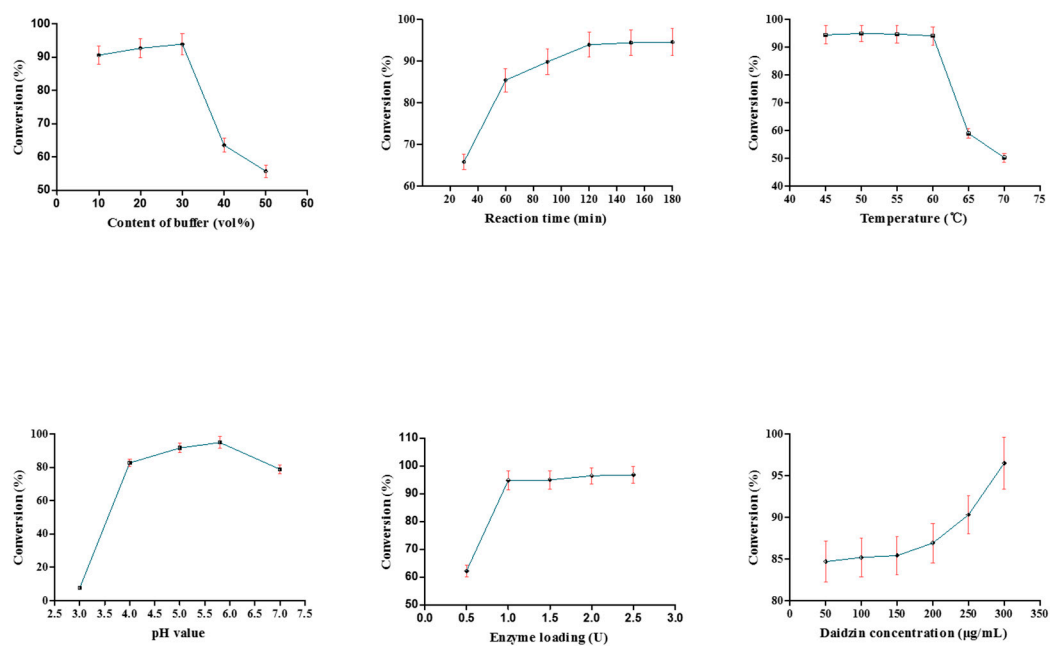 100
90
80
70
60
50
0 10 20 30 40 50 60
Conversion (%)
Content of buffer (vol%)
100
90
80
70
60
20 40 60 80 100 120 140 160 180
Conversion (%)
Reaction time (min)
100
90
80
70
60
50
40
40 45 50 55 60 65 70 75
Conversion (%)
Temperature (℃)
100
80
60
40
20
0
2.5 3.0 3.5 4.0 4.5 5.0 5.5 6.0 6.5 7.0 7.5
Conversion (%)
pH value
110
100
90
80
70
60
50
0.0 0.5 1.0 1.5 2.0 2.5 3.0
Conversion (%)
Enzyme loading (U)
100
95
90
85
80
0 50 100 150 200 250 300 350
Conversion (%)
Daidzin concentration (μg/mL)